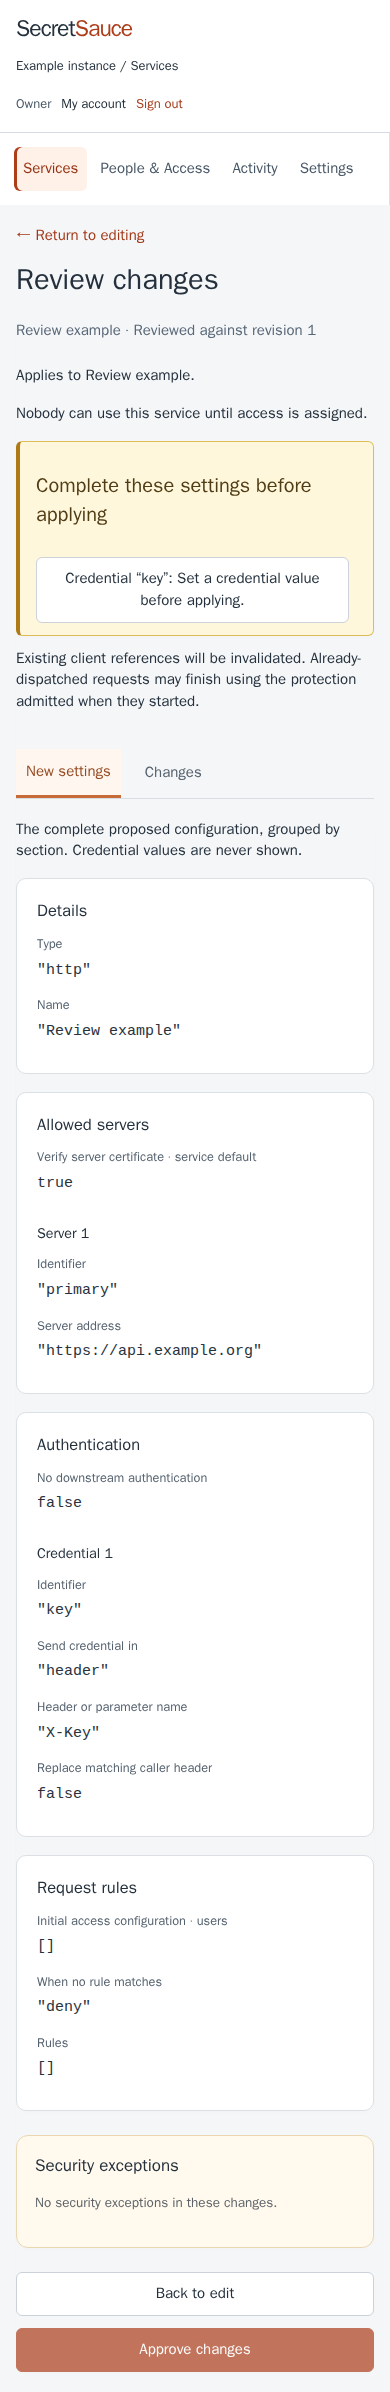 SecretSauce
Example instance / Services
Owner My account Sign out
Services People & Access Activity Settings
← Return to editing
Review changes
Review example · Reviewed against revision 1
Applies to Review example.
Nobody can use this service until access is assigned.
Complete these settings before
applying
Credential “key”: Set a credential value
before applying.
Existing client references will be invalidated. Already-
dispatched requests may finish using the protection
admitted when they started.
New settings Changes
The complete proposed configuration, grouped by
section. Credential values are never shown.
Details
Type
"http"
Name
"Review example"
Allowed servers
Verify server certificate · service default
true
Server 1
Identifier
"primary"
Server address
"https://api.example.org"
Authentication
No downstream authentication
false
Credential 1
Identifier
"key"
Send credential in
"header"
Header or parameter name
"X-Key"
Replace matching caller header
false
Request rules
Initial access configuration · users
[]
When no rule matches
"deny"
Rules
[]
Security exceptions
No security exceptions in these changes.
Back to edit
Approve changes